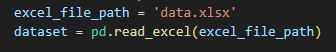 excel_file_path = 'data.xlsx'
dataset = pd.read_excel(excel_file_path)